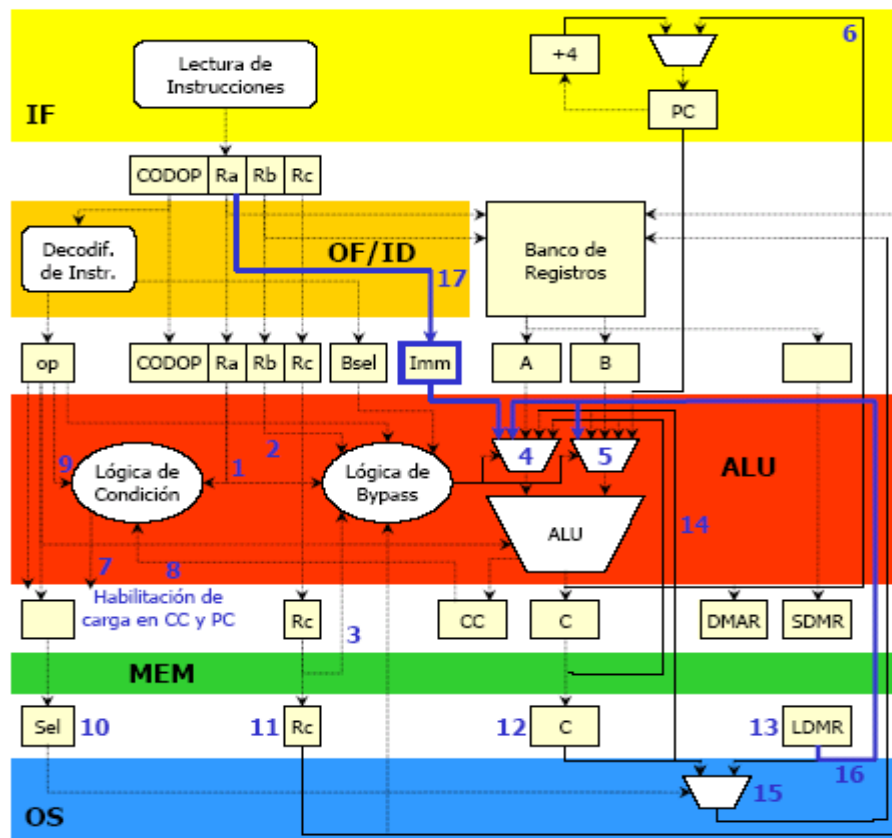 6
+4
Lectura de
Instrucciones
PC
IF
CODOP Ra Rb Rc
Decodif.
de Instr.
OF/ID
17
Banco de
Registros
op
CODOP Ra Rb Rc
Bsel
Imm
A
B
9
Lógica de
Condición
1
2
Lógica de
Bypass
4
5
ALU
ALU
14
7
8
Habilitación de
carga en CC y PC
Rc
3
CC
C
DMAR
SDMR
MEM
Sel
10
11
Rc
12
C
13
LDMR
16
15
OS